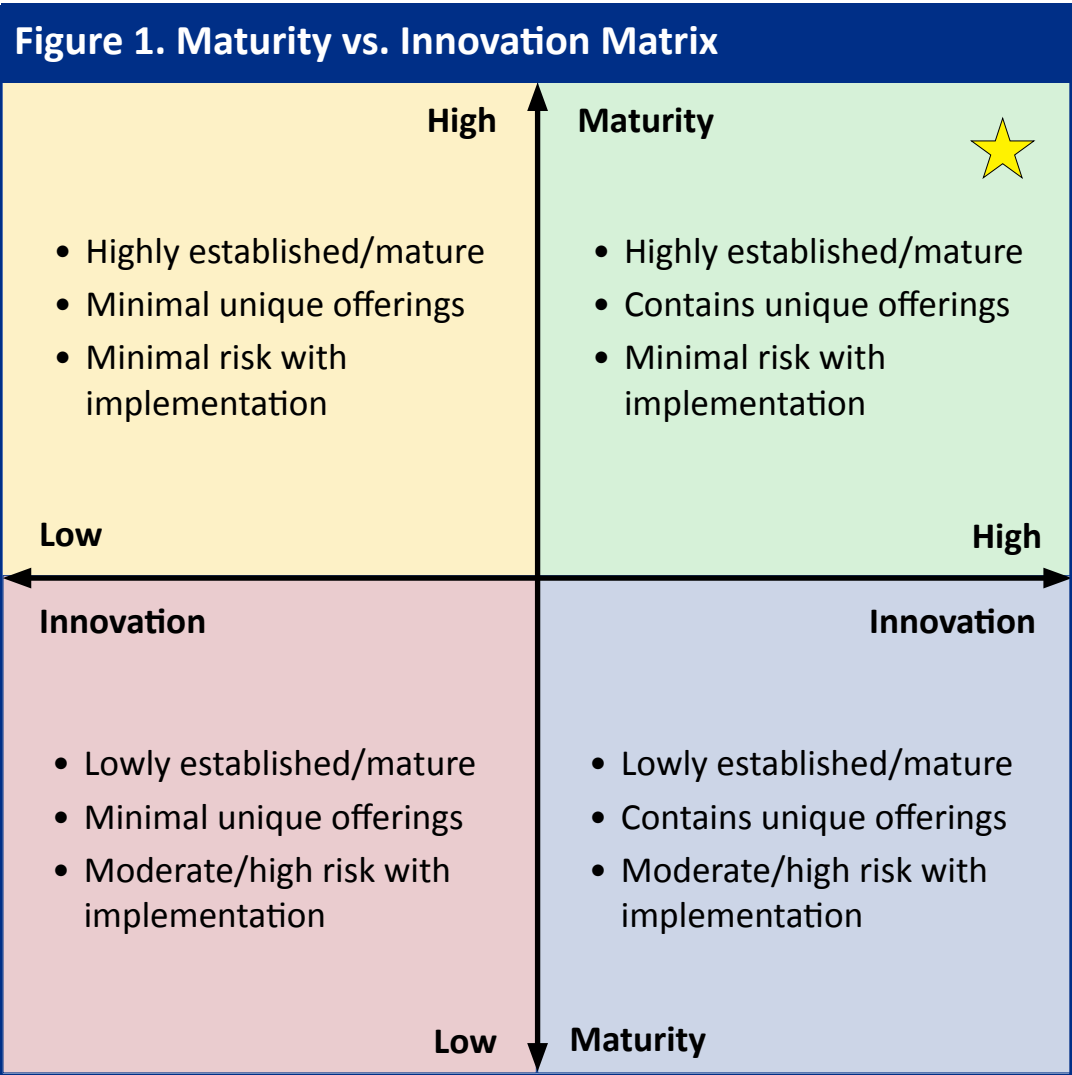 Figure 1. Maturity vs. Innovation Matrix
High
Maturity
• Highly established/mature
• Minimal unique offerings
• Minimal risk with
implementation
• Highly established/mature
• Contains unique offerings
• Minimal risk with
implementation
Low
High
Innovation
Innovation
• Lowly established/mature
• Minimal unique offerings
• Moderate/high risk with
implementation
• Lowly established/mature
• Contains unique offerings
• Moderate/high risk with
implementation
Low
Maturity